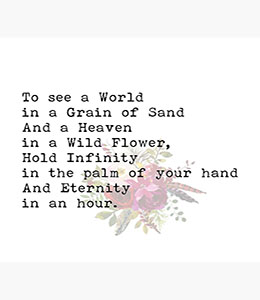 To see a World
in a Grain of Sand
And a Heaven
in a Wild Flower,
Hold Infinity
in the palm of your hand
And Eternity
in an hour.